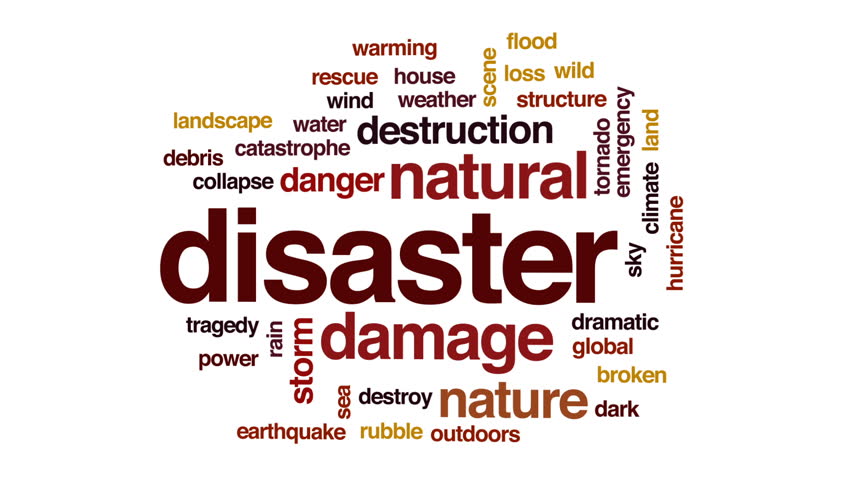 flood
warming
scene
rescue
house
loss
wild
wind
weather
structure
landscape
water
destruction
tornado
emergency
land
debris
catastrophe
collapse
danger
natural
climate
hurricane
disaster
sky
tragedy
rain
storm
damage
dramatic
power
global
broken
sea
destroy
nature
dark
earthquake
rubble
outdoors